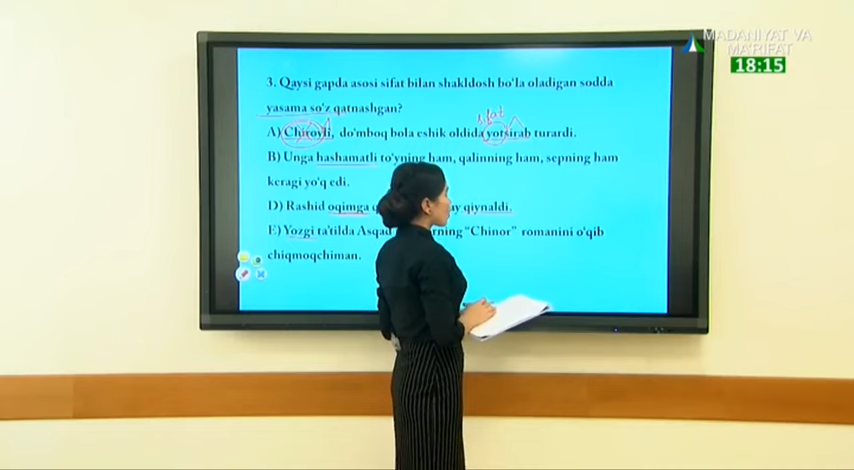 MADANIYAT VA
MA'RIFAT
18:15
3. Qaysi gapda asosi sifat bilan shakldosh bo'la oladigan sodda
yasama so'z qatnashgan?
sifat
A) Chiroyli, do'mboq bola eshik oldida yotsirab turardi.
B) Unga hashamatli to'yning ham, qalinning ham, sepning ham
keragi yo'q edi.
D) Rashid oqimga qiynaldi.
E) Yozgi ta'tilda Asqad "Chinor" romanini o'qib
chiqmoqchiman.